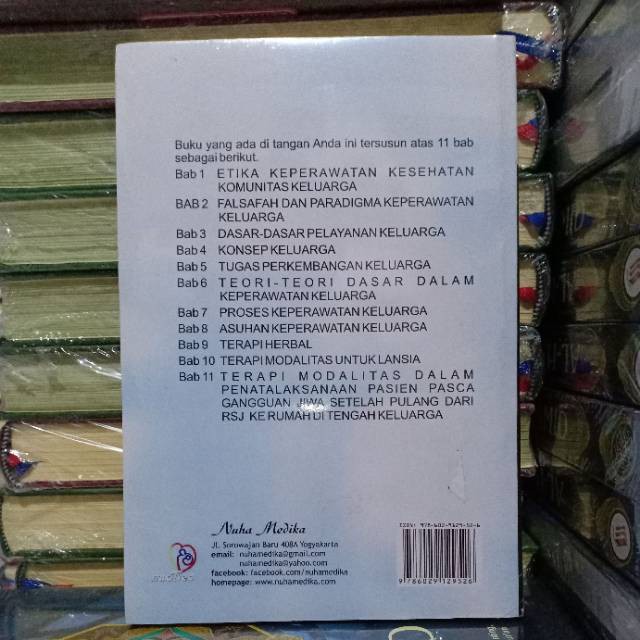 Buku yang ada di tangan Anda ini tersusun atas 11 bab
sebagai berikut.
Bab 1 ETIKA KEPERAWATAN KESEHATAN
KOMUNITAS KELUARGA
BAB 2 FALSAFAH DAN PARADIGMA KEPERAWATAN
KELUARGA
Bab 3 DASAR-DASAR PELAYANAN KELUARGA
Bab 4 KONSEP KELUARGA
Bab 5 TUGAS PERKEMBANGAN KELUARGA
Bab 6 TEORI-TEORI DASAR DALAM
KEPERAWATAN KELUARGA
Bab 7 PROSES KEPERAWATAN KELUARGA
Bab 8 ASUHAN KEPERAWATAN KELUARGA
Bab 9 TERAPI HERBAL
Bab 10 TERAPI MODALITAS UNTUK LANSIA
Bab 11 TERAPI MODALITAS DALAM
PENATALAKSANAAN PASIEN PASCA
GANGGUAN JIWA SETELAH PULANG DARI
RSJ KE RUMAH DI TENGAH KELUARGA
Nuha Medika
Jl. Sorowajan Baru 408A Yogyakarta
email: nuhamedika@gmail.com
nuhamedika@yahoo.com
facebook: facebook.com/nuhamedika
homepage: www.nuhamedika.com